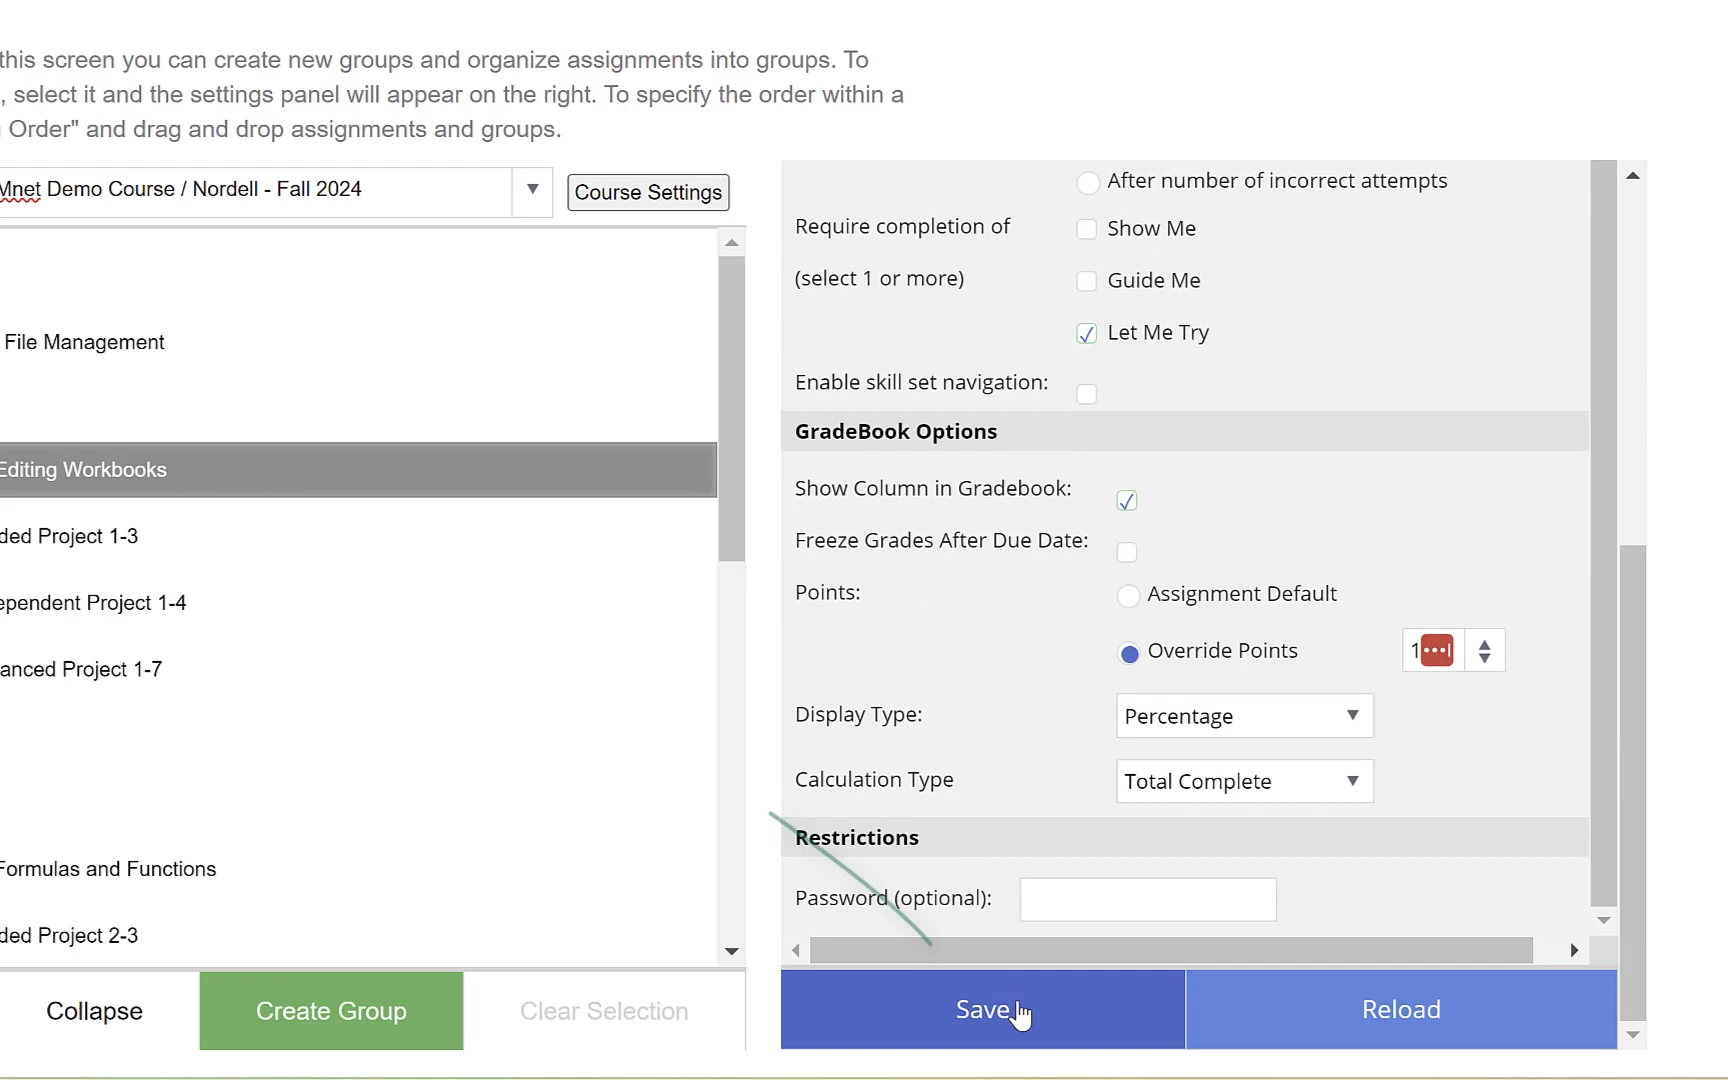 this screen you can create new groups and organize assignments into groups. To
, select it and the settings panel will appear on the right. To specify the order within a
Order" and drag and drop assignments and groups.
Mnet Demo Course / Nordell - Fall 2024
Course Settings
File Management
Editing Workbooks
ded Project 1-3
ependent Project 1-4
anced Project 1-7
Formulas and Functions
ded Project 2-3
Collapse
Create Group
Clear Selection
After number of incorrect attempts
Require completion of
Show Me
(select 1 or more)
Guide Me
Let Me Try
Enable skill set navigation:
GradeBook Options
Show Column in Gradebook:
Freeze Grades After Due Date:
Points:
Assignment Default
Override Points
1
Display Type:
Percentage
Calculation Type
Total Complete
Restrictions
Password (optional):
Save
Reload